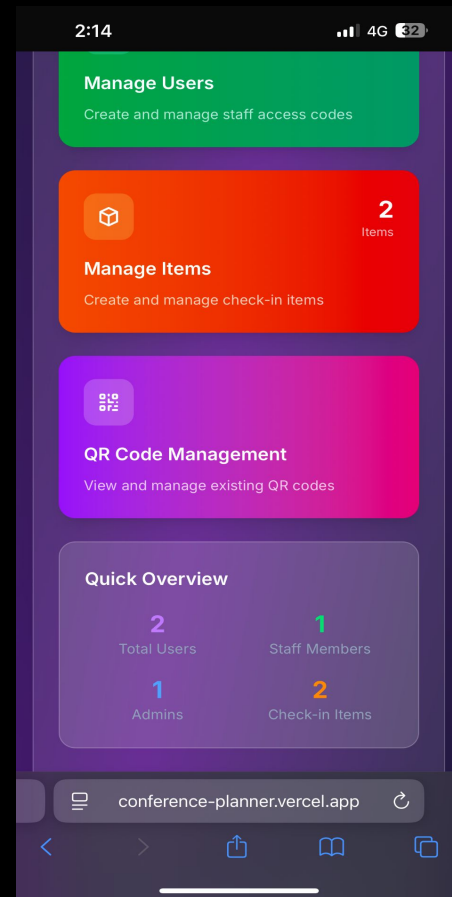 2:14
4G
32
Manage Users
Create and manage staff access codes
2
Items
Manage Items
Create and manage check-in items
QR Code Management
View and manage existing QR codes
Quick Overview
2
1
Total Users
Staff Members
1
2
Admins
Check-in Items
conference-planner.vercel.app